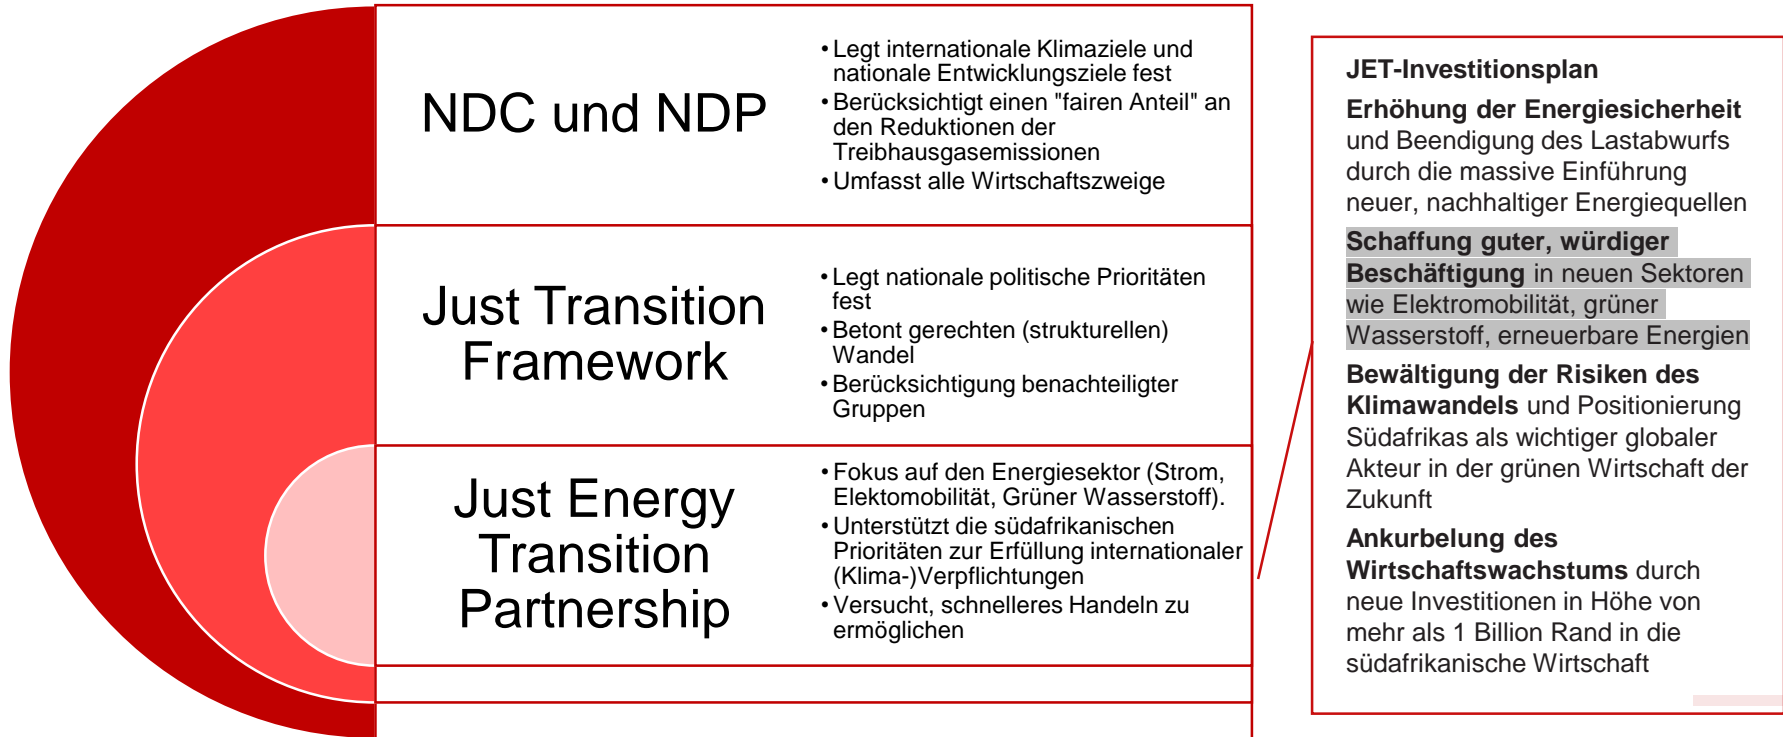 NDC und NDP
• Legt internationale Klimaziele und
nationale Entwicklungsziele fest
• Berücksichtigt einen "fairen Anteil" an
den Reduktionen der
Treibhausgasemissionen
• Umfasst alle Wirtschaftszweige
Just Transition
Framework
• Legt nationale politische Prioritäten
fest
• Betont gerechten (strukturellen)
Wandel
• Berücksichtigung benachteiligter
Gruppen
Just Energy
Transition
Partnership
• Fokus auf den Energiesektor (Strom,
Elektomobilität, Grüner Wasserstoff).
• Unterstützt die südafrikanischen
Prioritäten zur Erfüllung internationaler
(Klima-)Verpflichtungen
• Versucht, schnelleres Handeln zu
ermöglichen
JET-Investitionsplan
Erhöhung der Energiesicherheit
und Beendigung des Lastabwurfs
durch die massive Einführung
neuer, nachhaltiger Energiequellen
Schaffung guter, würdiger
Beschäftigung in neuen Sektoren
wie Elektromobilität, grüner
Wasserstoff, erneuerbare Energien
Bewältigung der Risiken des
Klimawandels und Positionierung
Südafrikas als wichtiger globaler
Akteur in der grünen Wirtschaft der
Zukunft
Ankurbelung des
Wirtschaftswachstums durch
neue Investitionen in Höhe von
mehr als 1 Billion Rand in die
südafrikanische Wirtschaft